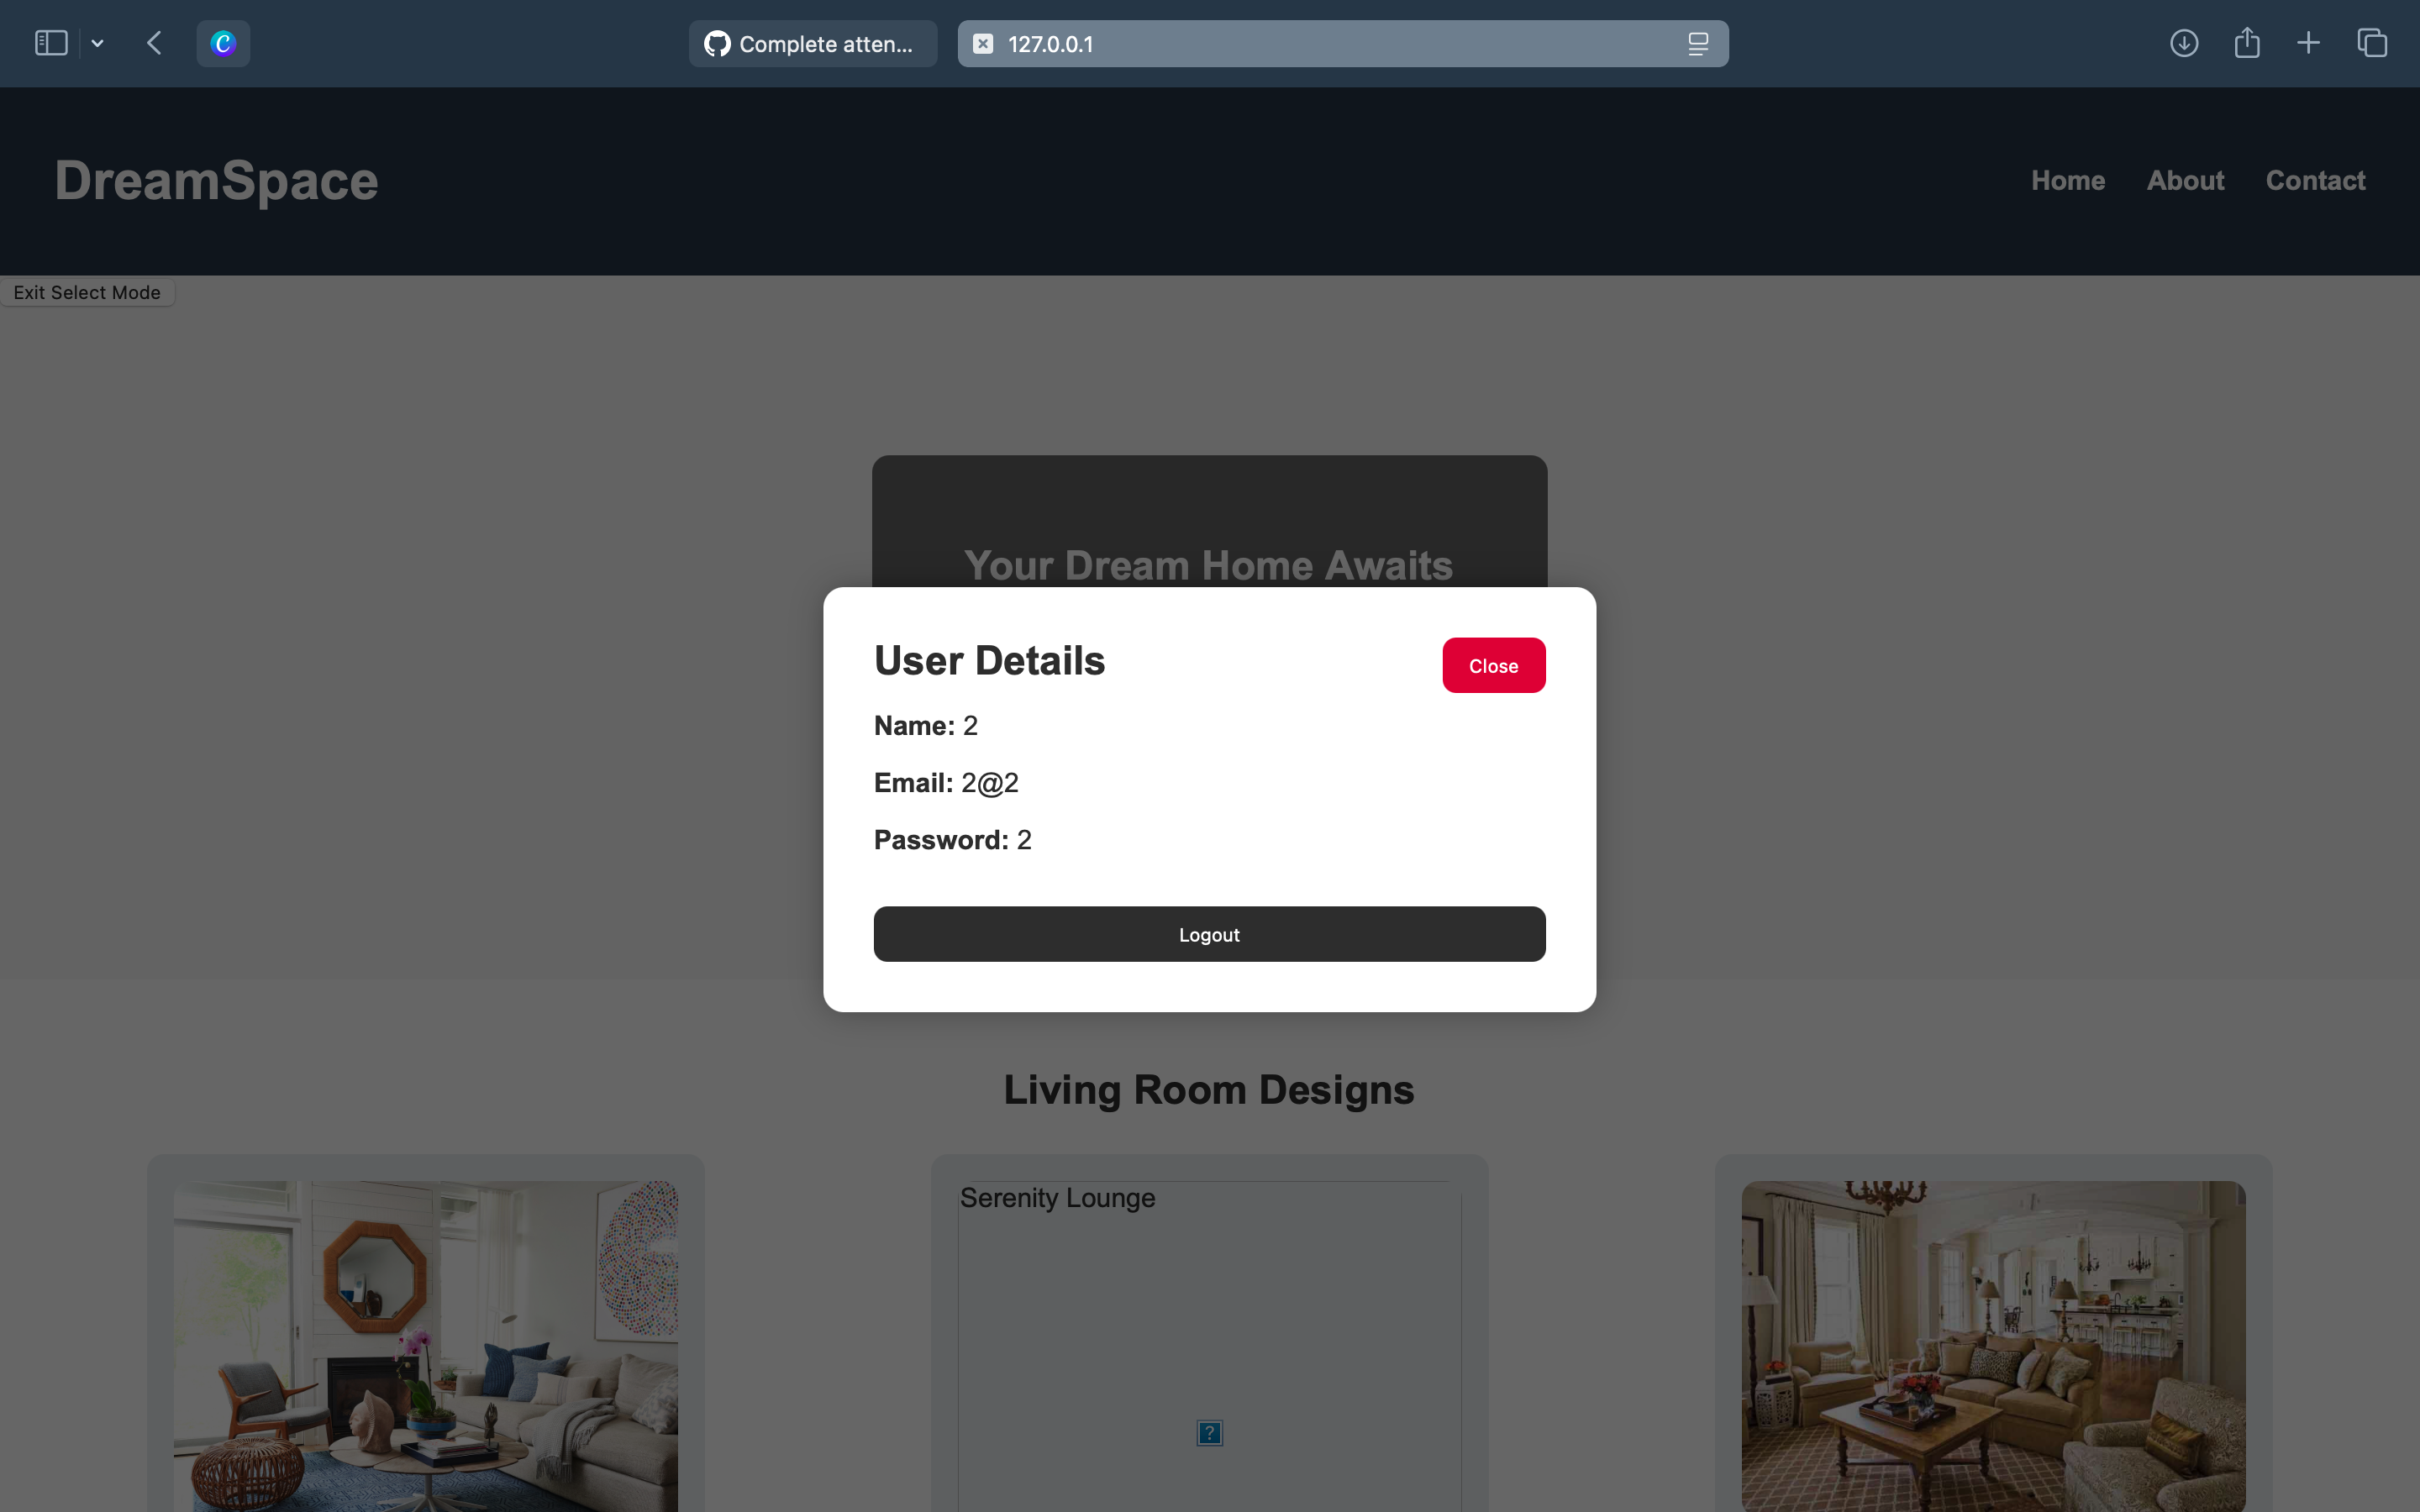 Complete atten...
127.0.0.1
DreamSpace
Home About Contact
Exit Select Mode
Your Dream Home Awaits
User Details
Close
Name: 2
Email: 2@2
Password: 2
Logout
Living Room Designs
Serenity Lounge
?